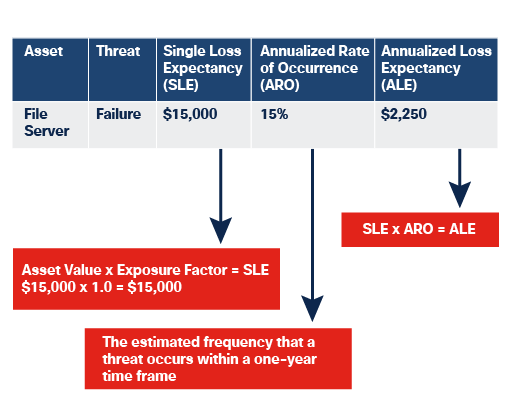 Asset Threat Single Loss Expectancy (SLE) Annualized Rate of Occurrence (ARO) Annualized Loss Expectancy (ALE)
File Server Failure $15,000 15% $2,250
SLE x ARO = ALE
Asset Value x Exposure Factor = SLE
$15,000 x 1.0 = $15,000
The estimated frequency that a
threat occurs within a one-year
time frame